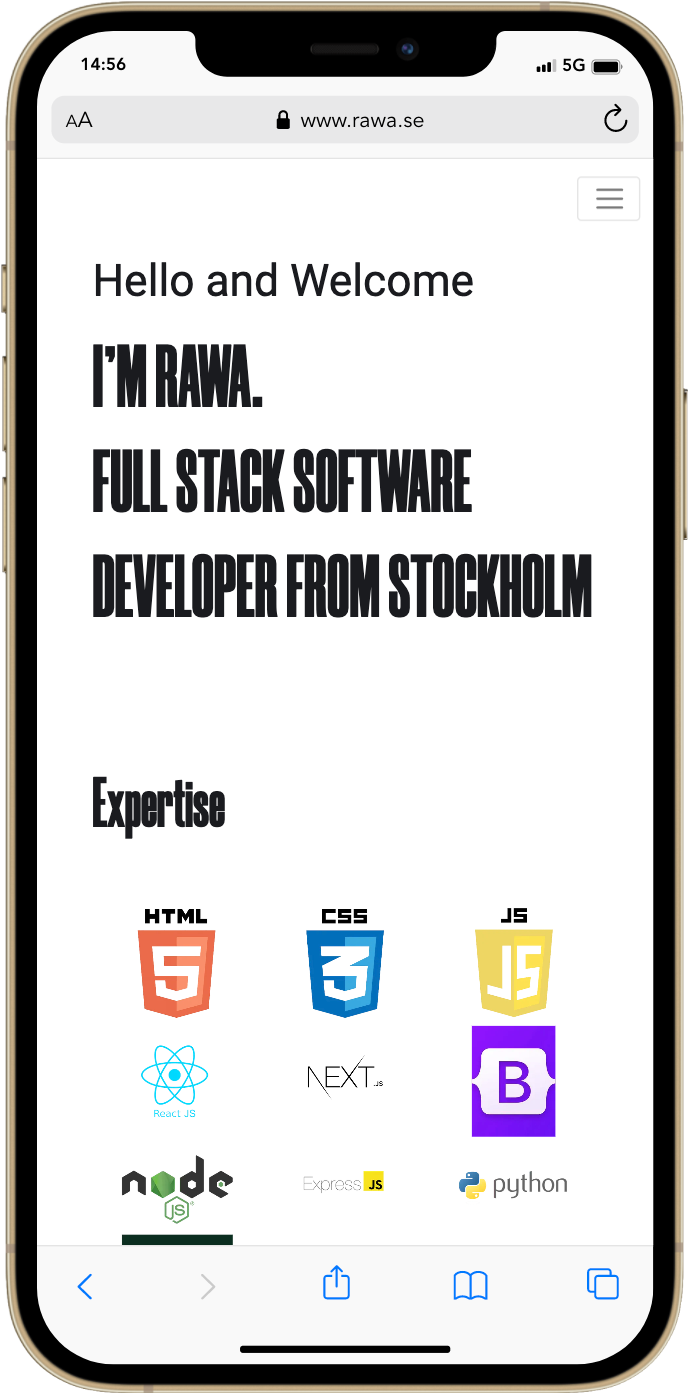 14:56
5G
AA
www.rawa.se
Hello and Welcome
I'M RAWA.
FULL STACK SOFTWARE
DEVELOPER FROM STOCKHOLM
Expertise
HTML CSS JS
5 3 JS
React JS NEXT.JS B
node JS Express JS python